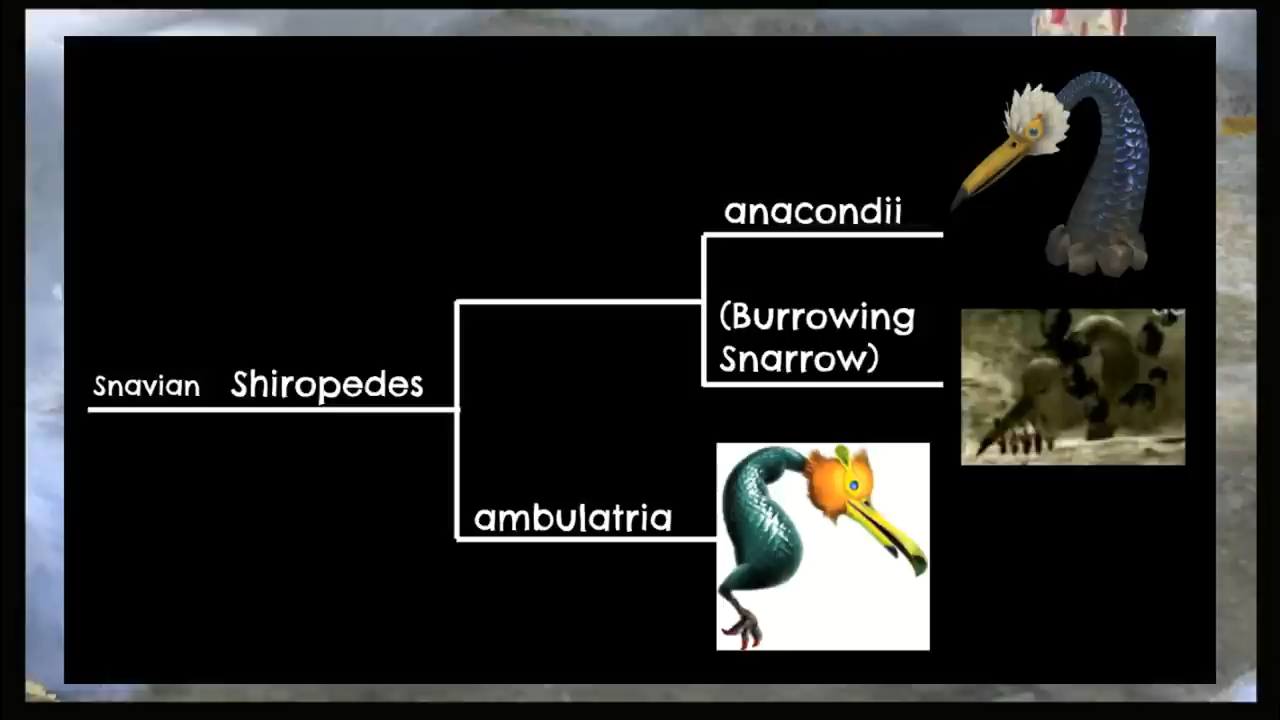 anacondii
(Burrowing
Snarrow)
Snavian Shiropedes
ambulatria